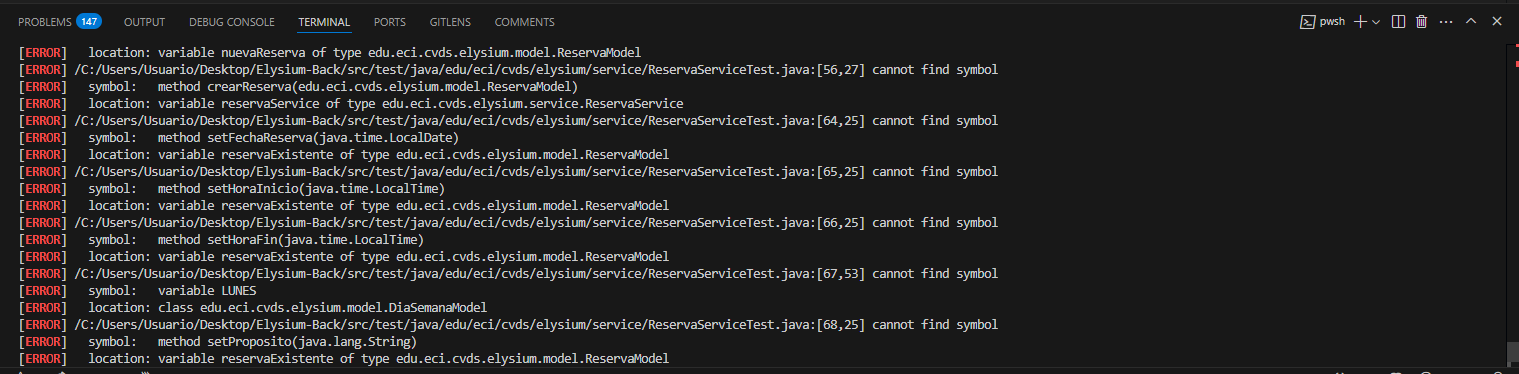 PROBLEMS 147 OUTPUT DEBUG CONSOLE TERMINAL PORTS GITLENS COMMENTS pwsh
[ERROR]   location: variable nuevaReserva of type edu.eci.cvds.elysium.model.ReservaModel
[ERROR] /C:/Users/Usuario/Desktop/Elysium-Back/src/test/java/edu/eci/cvds/elysium/service/ReservaServiceTest.java:[56,27] cannot find symbol
[ERROR]   symbol:   method crearReserva(edu.eci.cvds.elysium.model.ReservaModel)
[ERROR]   location: variable reservaService of type edu.eci.cvds.elysium.service.ReservaService
[ERROR] /C:/Users/Usuario/Desktop/Elysium-Back/src/test/java/edu/eci/cvds/elysium/service/ReservaServiceTest.java:[64,25] cannot find symbol
[ERROR]   symbol:   method setFechaReserva(java.time.LocalDate)
[ERROR]   location: variable reservaExistente of type edu.eci.cvds.elysium.model.ReservaModel
[ERROR] /C:/Users/Usuario/Desktop/Elysium-Back/src/test/java/edu/eci/cvds/elysium/service/ReservaServiceTest.java:[65,25] cannot find symbol
[ERROR]   symbol:   method setHoraInicio(java.time.LocalTime)
[ERROR]   location: variable reservaExistente of type edu.eci.cvds.elysium.model.ReservaModel
[ERROR] /C:/Users/Usuario/Desktop/Elysium-Back/src/test/java/edu/eci/cvds/elysium/service/ReservaServiceTest.java:[66,25] cannot find symbol
[ERROR]   symbol:   method setHoraFin(java.time.LocalTime)
[ERROR]   location: variable reservaExistente of type edu.eci.cvds.elysium.model.ReservaModel
[ERROR] /C:/Users/Usuario/Desktop/Elysium-Back/src/test/java/edu/eci/cvds/elysium/service/ReservaServiceTest.java:[67,53] cannot find symbol
[ERROR]   symbol:   variable LUNES
[ERROR]   location: class edu.eci.cvds.elysium.model.DiaSemanaModel
[ERROR] /C:/Users/Usuario/Desktop/Elysium-Back/src/test/java/edu/eci/cvds/elysium/service/ReservaServiceTest.java:[68,25] cannot find symbol
[ERROR]   symbol:   method setProposito(java.lang.String)
[ERROR]   location: variable reservaExistente of type edu.eci.cvds.elysium.model.ReservaModel